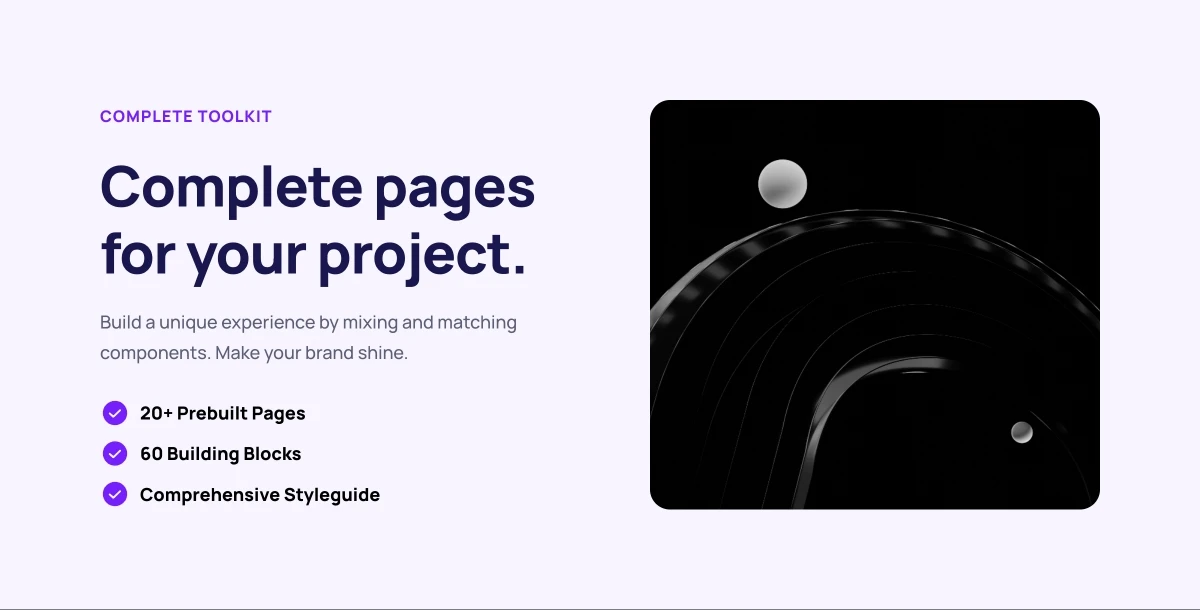 COMPLETE TOOLKIT
Complete pages
for your project.
Build a unique experience by mixing and matching
components. Make your brand shine.
20+ Prebuilt Pages
60 Building Blocks
Comprehensive Styleguide